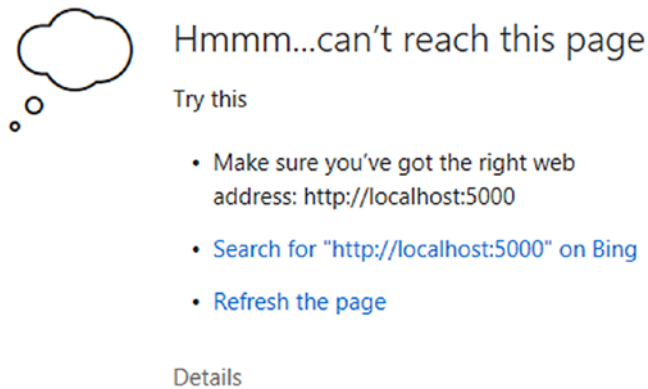 Hmmm...can't reach this page
Try this
• Make sure you've got the right web
address: http://localhost:5000
• Search for "http://localhost:5000" on Bing
• Refresh the page
Details